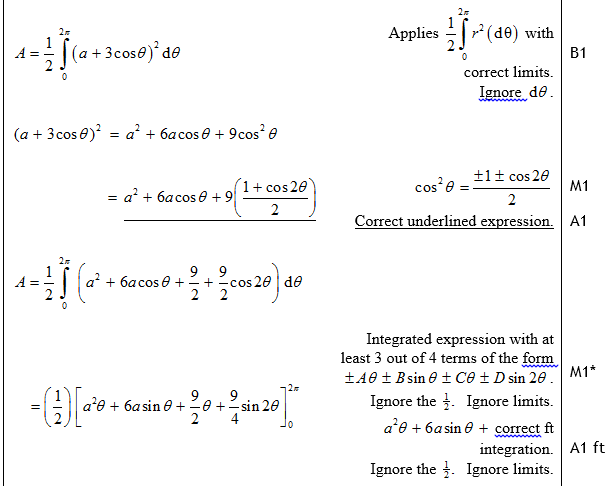 A = \frac{1}{2} \int_{0}^{2\pi} (a + 3\cos\theta)^2 \, d\theta
Applies \frac{1}{2} \int_{0}^{2\pi} r^2 (d\theta) with
correct limits.
Ignore d\theta.
B1
(a + 3\cos\theta)^2 = a^2 + 6a\cos\theta + 9\cos^2\theta
= a^2 + 6a\cos\theta + 9\left(\frac{1 + \cos 2\theta}{2}\right)
\cos^2\theta = \frac{\pm 1 \pm \cos 2\theta}{2}
M1
Correct underlined expression.
A1
A = \frac{1}{2} \int_{0}^{2\pi} \left(a^2 + 6a\cos\theta + \frac{9}{2} + \frac{9}{2}\cos 2\theta\right) d\theta
Integrated expression with at
least 3 out of 4 terms of the form
\pm A\theta \pm B\sin\theta \pm C\theta \pm D\sin 2\theta.
Ignore the \frac{1}{2}. Ignore limits.
M1*
= \left(\frac{1}{2}\right)\left[a^2\theta + 6a\sin\theta + \frac{9}{2}\theta + \frac{9}{4}\sin 2\theta\right]_{0}^{2\pi}
a^2\theta + 6a\sin\theta + correct ft
integration.
Ignore the \frac{1}{2}. Ignore limits.
A1 ft